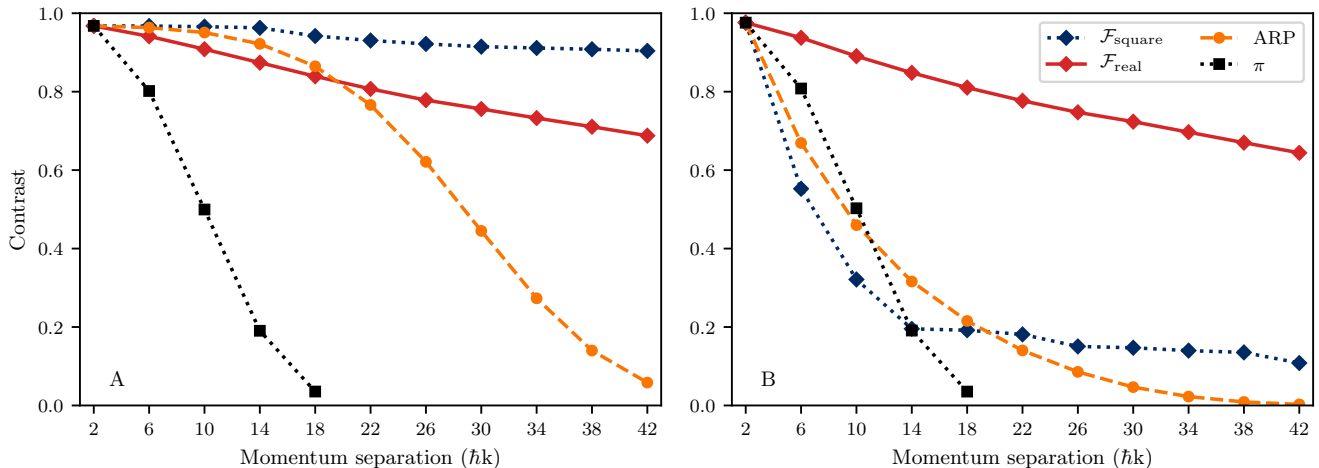 1.0
0.8
0.6
0.4
0.2
0.0
Contrast
A
2 6 10 14 18 22 26 30 34 38 42
Momentum separation (ħk)
1.0
0.8
0.6
0.4
0.2
0.0
ℱsquare
ℱreal
ARP
π
B
2 6 10 14 18 22 26 30 34 38 42
Momentum separation (ħk)